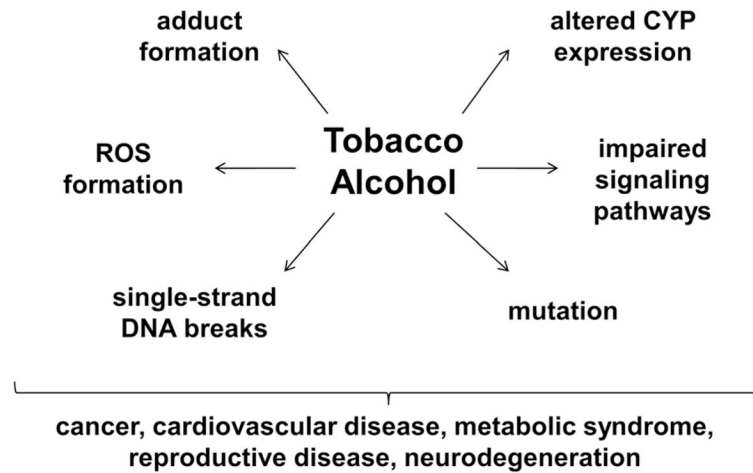 adduct
formation
altered CYP
expression
Tobacco
Alcohol
ROS
formation
impaired
signaling
pathways
single-strand
DNA breaks
mutation
cancer, cardiovascular disease, metabolic syndrome,
reproductive disease, neurodegeneration